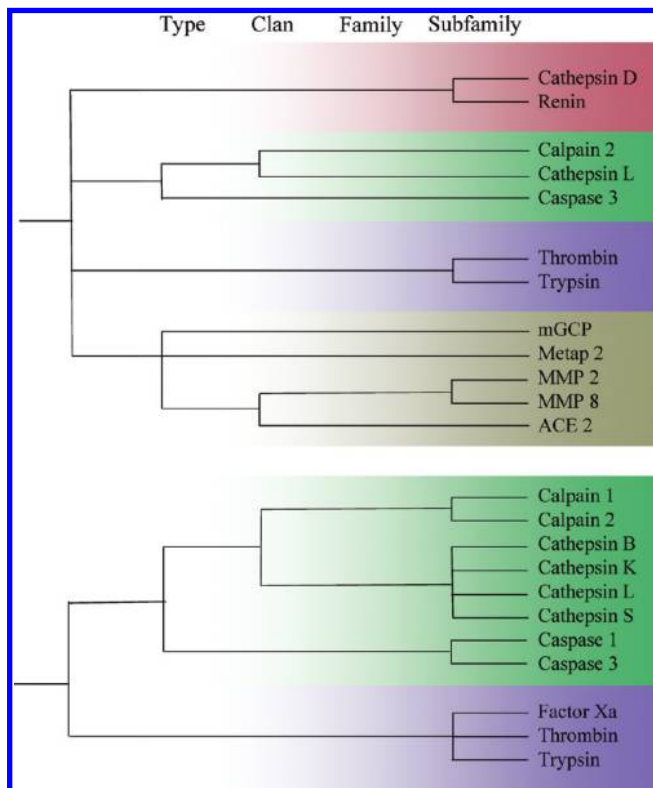 Type Clan Family Subfamily
Cathepsin D
Renin
Calpain 2
Cathepsin L
Caspase 3
Thrombin
Trypsin
mGCP
Metap 2
MMP 2
MMP 8
ACE 2
Calpain 1
Calpain 2
Cathepsin B
Cathepsin K
Cathepsin L
Cathepsin S
Caspase 1
Caspase 3
Factor Xa
Thrombin
Trypsin